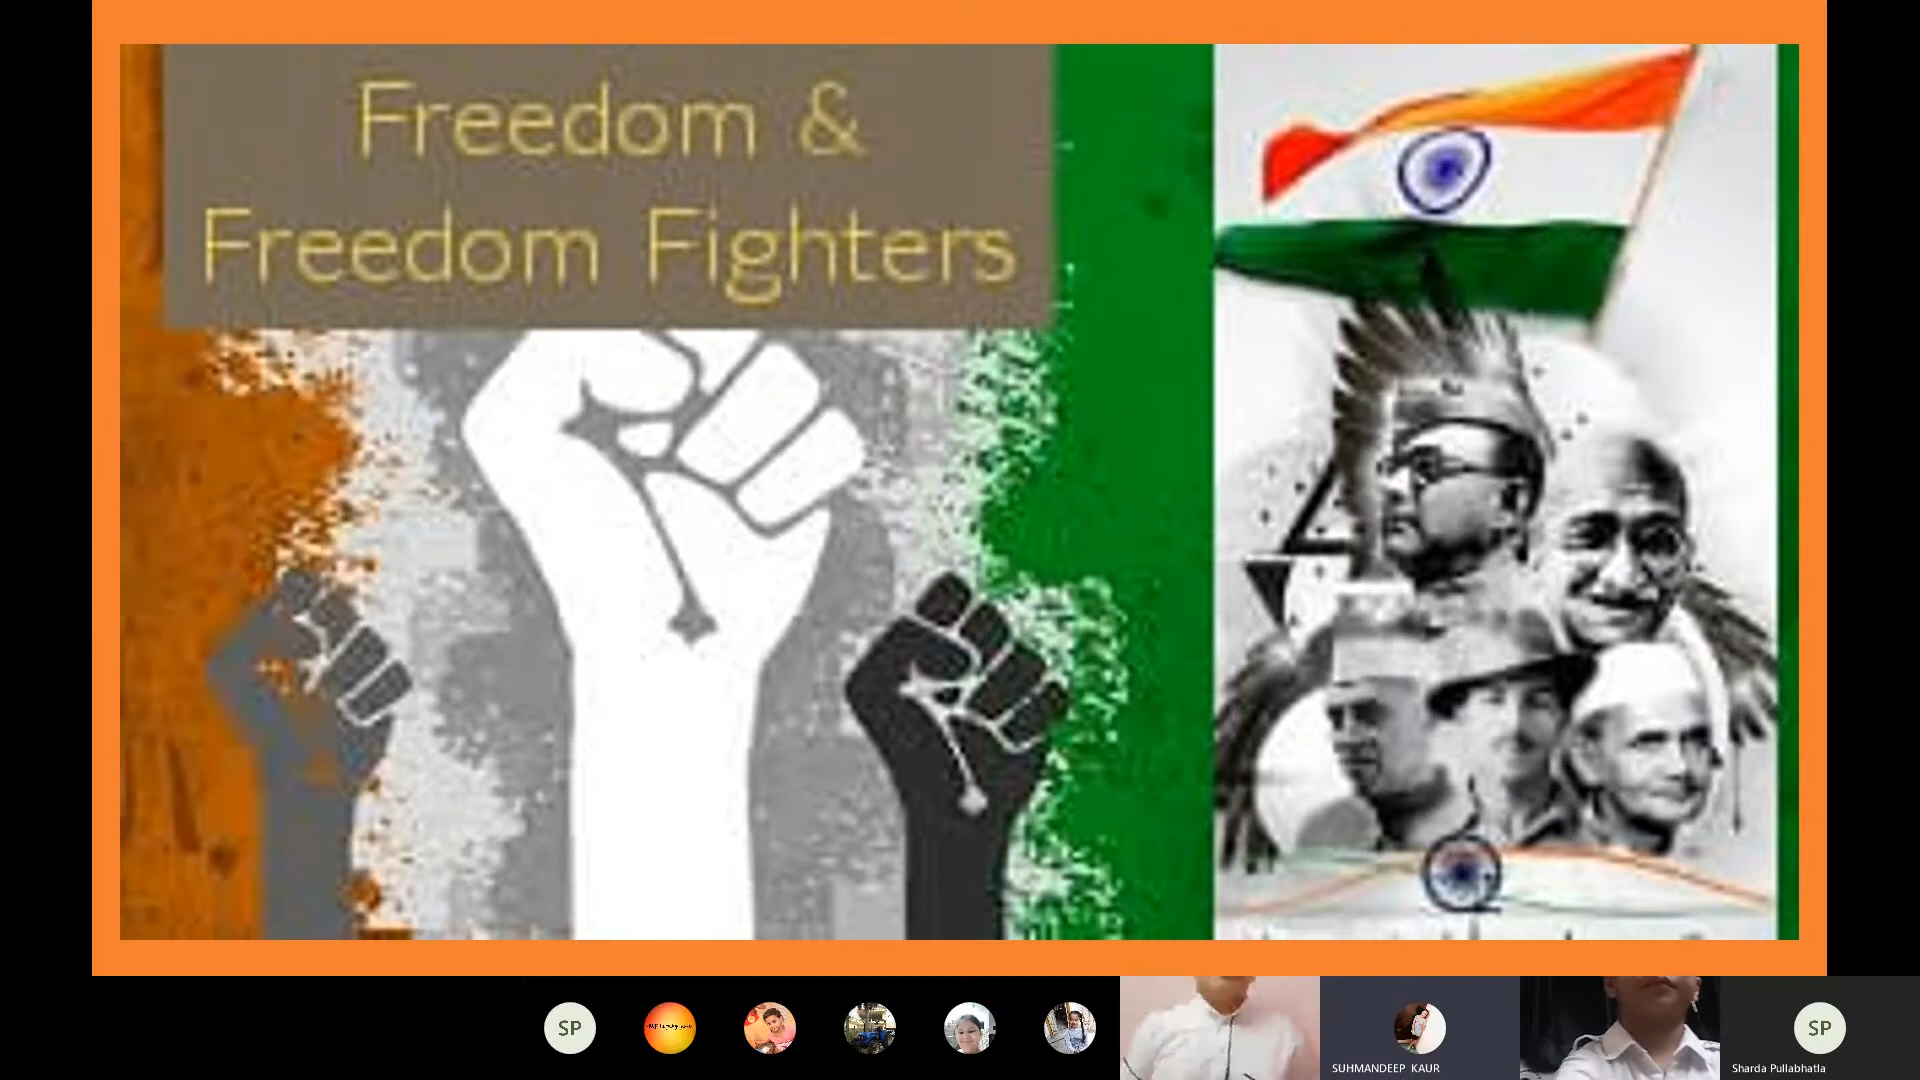 Freedom &
Freedom Fighters
SP
SUHMANDEEP KAUR
Sharda Pullabhatla
SP